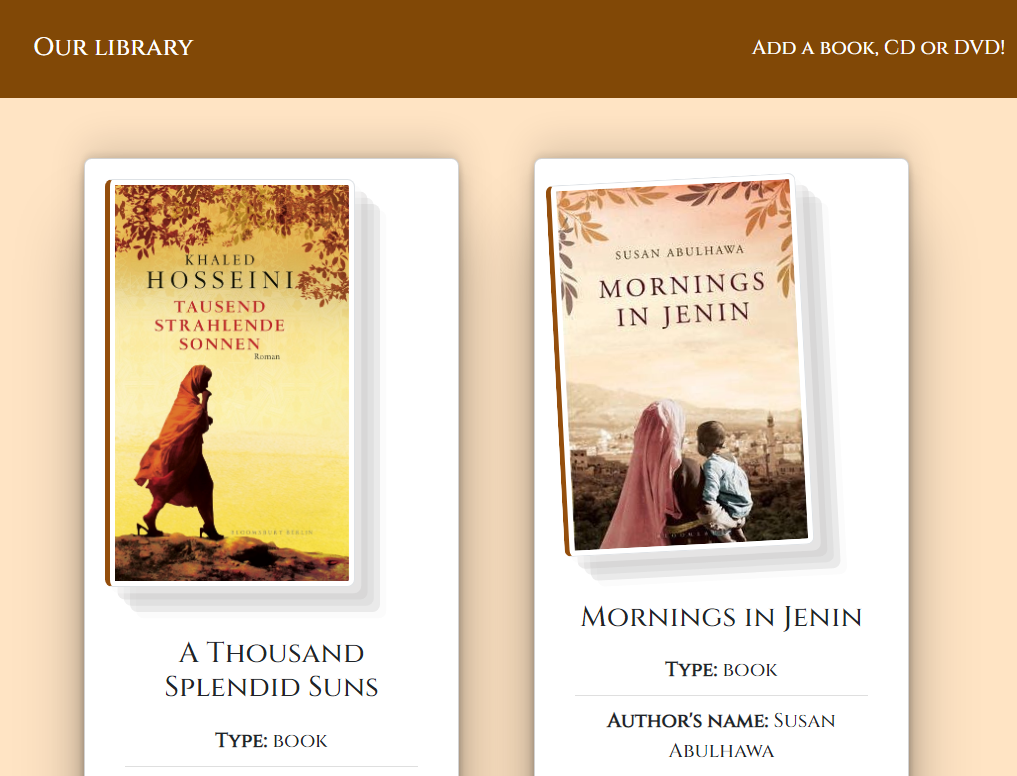 Our library
Add a book, CD or DVD!
KHALED
HOSSEINI
TAUSEND
STRAHLENDE
SONNEN
Roman
BLOOMSBURY BERLIN
A Thousand
Splendid Suns
Type: book
SUSAN ABULHAWA
MORNINGS
IN JENIN
Mornings in Jenin
Type: book
Author's name: Susan
Abulhawa